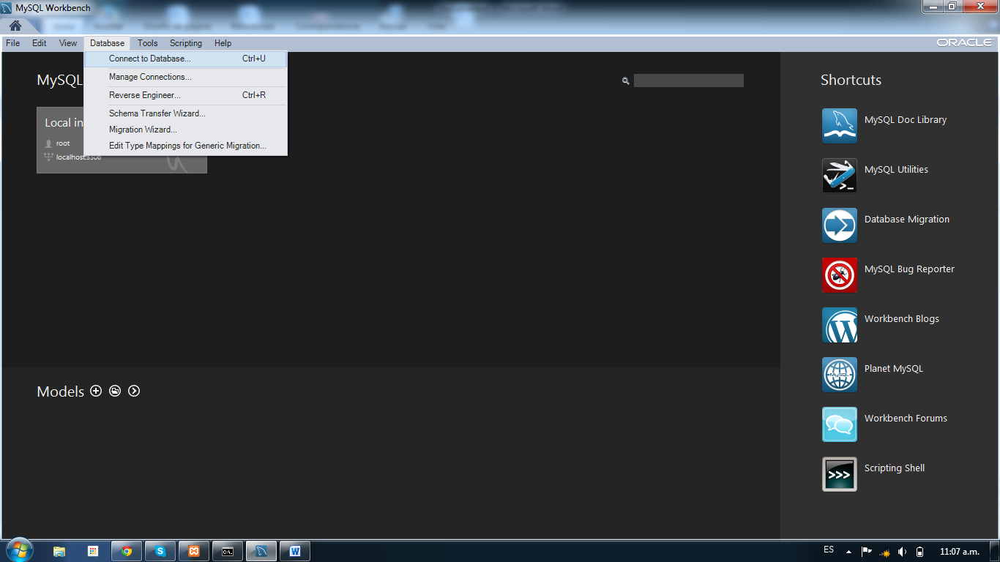 MySQL Workbench
File Edit View Database Tools Scripting Help
ORACLE
Connect to Database... Ctrl+U
Manage Connections...
Reverse Engineer... Ctrl+R
Schema Transfer Wizard...
Migration Wizard...
Edit Type Mappings for Generic Migration...
MySQL
Local in
root
localhost:3306
Shortcuts
MySQL Doc Library
MySQL Utilities
Database Migration
MySQL Bug Reporter
Workbench Blogs
Planet MySQL
MySQL
Workbench Forums
Scripting Shell
Models
C:\.
ES
11:07 a.m.